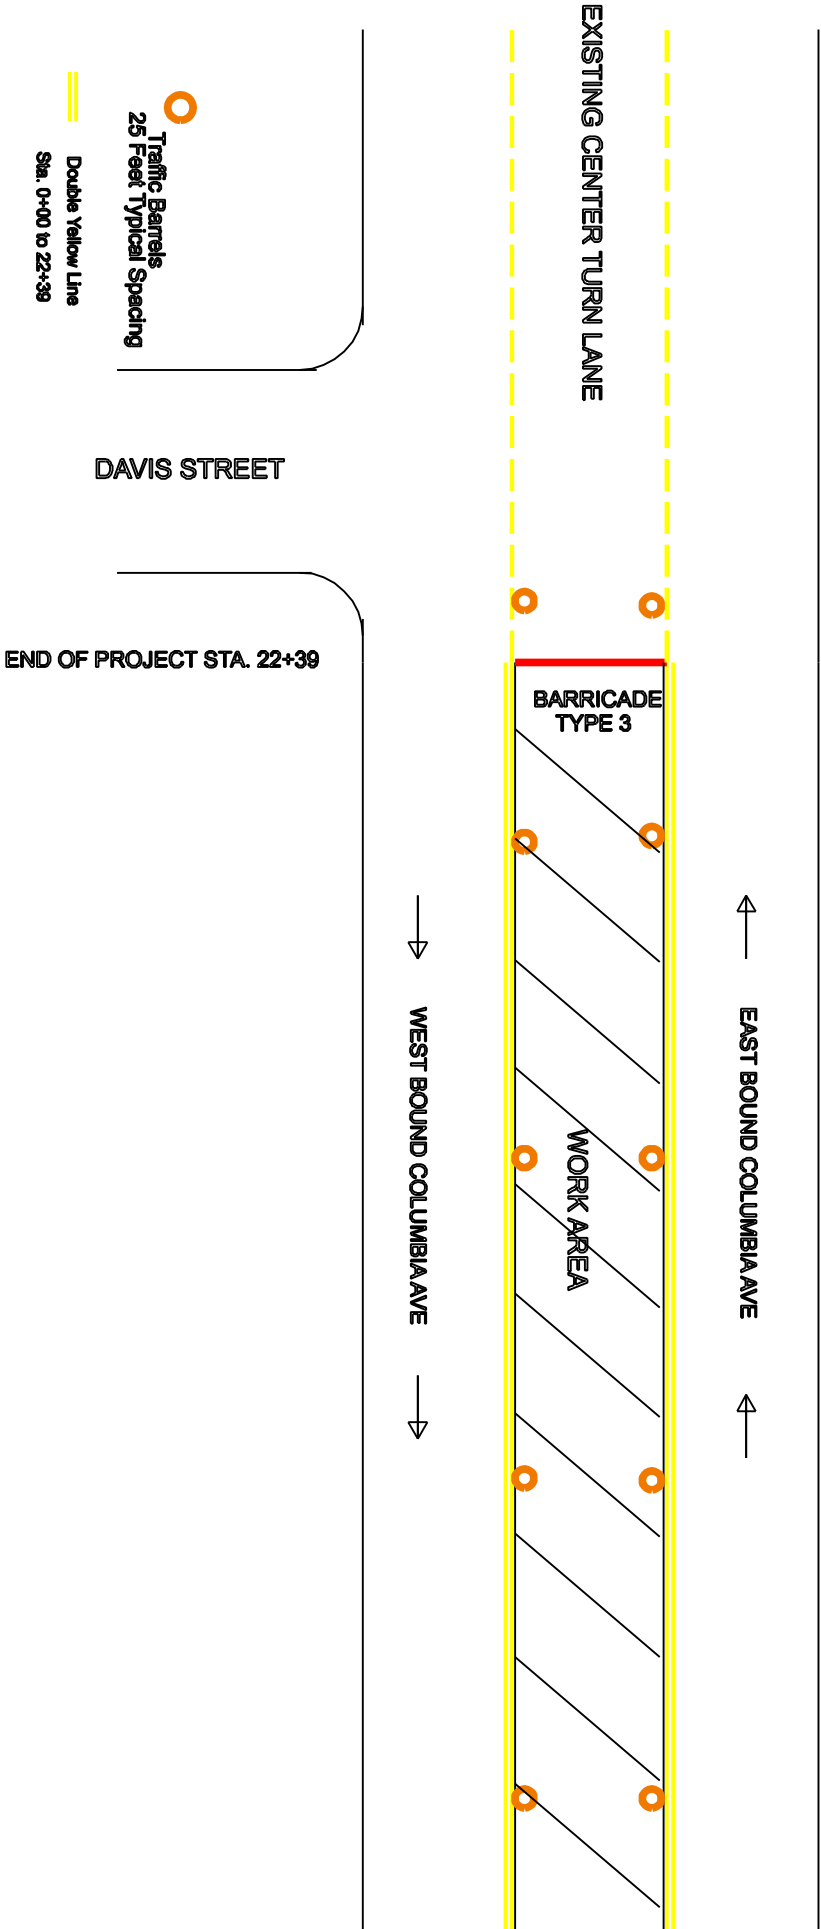 EXISTING CENTER TURN LANE
Traffic Barrels
25 Feet Typical Spacing
Double Yellow Line
Sta. 0+00 to 22+39
DAVIS STREET
END OF PROJECT STA. 22+39
BARRICADE
TYPE 3
WEST BOUND COLUMBIA AVE
WORK AREA
EAST BOUND COLUMBIA AVE